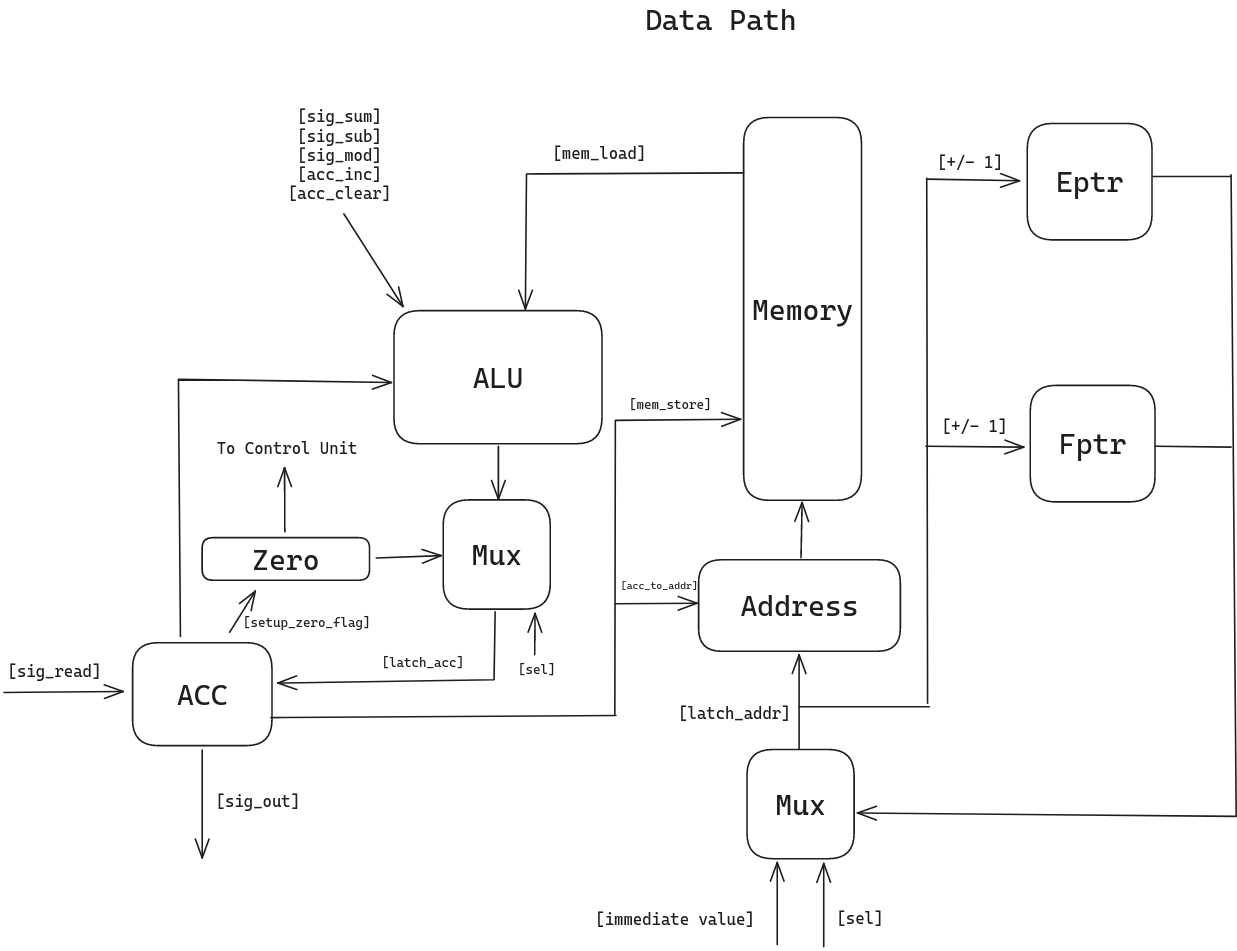 Data Path
[sig_sum]
[sig_sub]
[sig_mod]
[acc_inc]
[acc_clear]
[mem_load]
[+/- 1]
Eptr
Memory
ALU
[mem_store]
[+/- 1]
Fptr
To Control Unit
Zero
Mux
[acc_to_addr]
Address
[setup_zero_flag]
[latch_acc]
[sel]
[sig_read]
ACC
[latch_addr]
[sig_out]
Mux
[immediate value]
[sel]